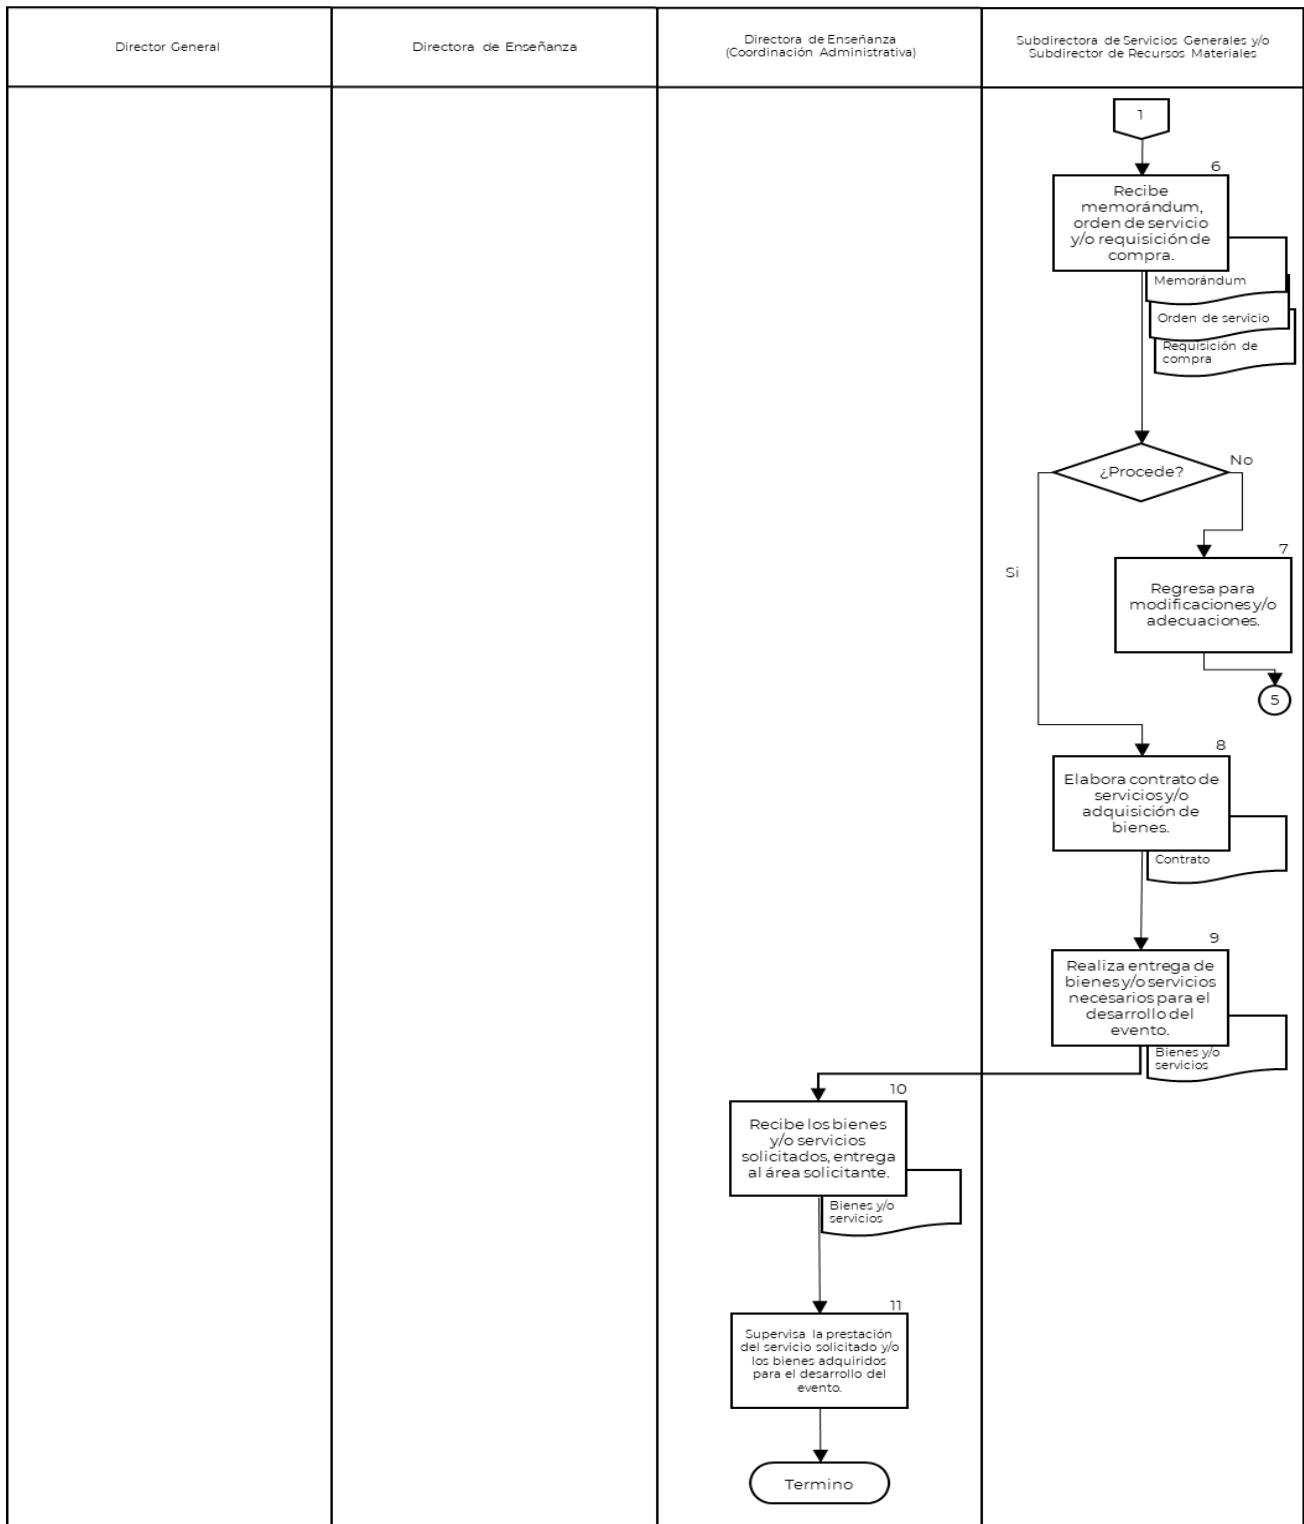 Director General
Directora de Enseñanza
Directora de Enseñanza
(Coordinación Administrativa)
Subdirectora de Servicios Generales y/o
Subdirector de Recursos Materiales
1
6
Recibe
memorándum,
orden de servicio
y/o requisición de
compra.
Memorándum
Orden de servicio
Requisición de
compra
¿Procede?
No
Si
7
Regresa para
modificaciones y/o
adecuaciones.
5
8
Elabora contrato de
servicios y/o
adquisición de
bienes.
Contrato
9
Realiza entrega de
bienes y/o servicios
necesarios para el
desarrollo del
evento.
Bienes y/o
servicios
10
Recibe los bienes
y/o servicios
solicitados, entrega
al área solicitante.
Bienes y/o
servicios
11
Supervisa la prestación
del servicio solicitado y/o
los bienes adquiridos
para el desarrollo del
evento.
Termino